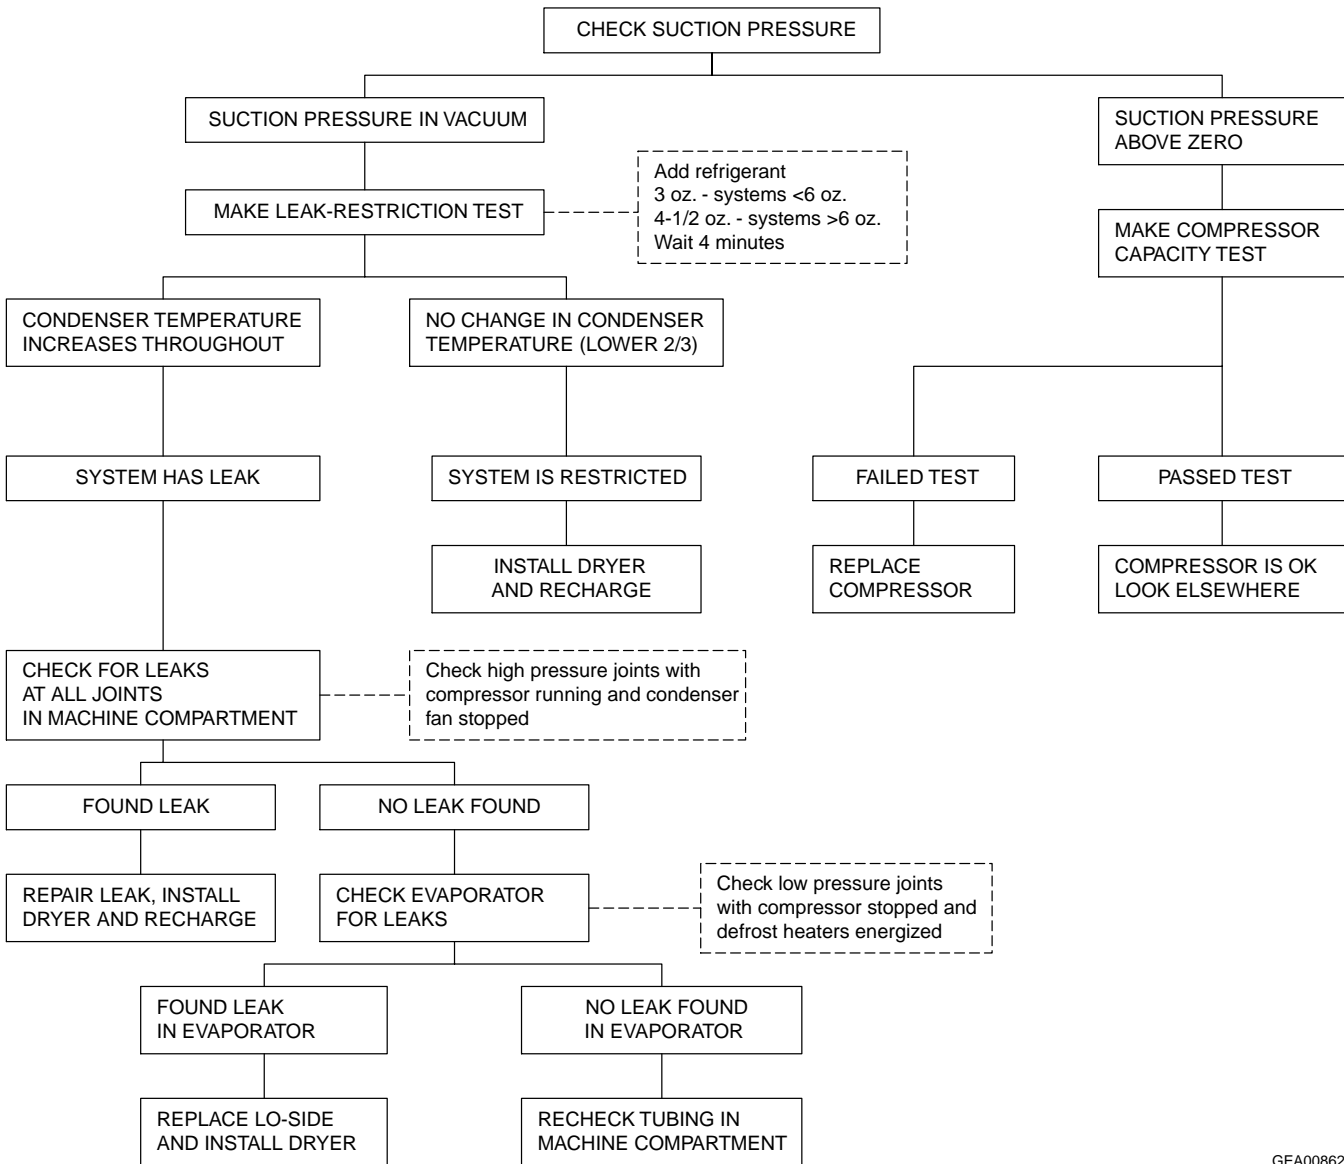 CHECK SUCTION PRESSURE
SUCTION PRESSURE IN VACUUM
SUCTION PRESSURE
ABOVE ZERO
Add refrigerant
3 oz. - systems <6 oz.
4-1/2 oz. - systems >6 oz.
Wait 4 minutes
MAKE LEAK-RESTRICTION TEST
MAKE COMPRESSOR
CAPACITY TEST
CONDENSER TEMPERATURE
INCREASES THROUGHOUT
NO CHANGE IN CONDENSER
TEMPERATURE (LOWER 2/3)
SYSTEM HAS LEAK
SYSTEM IS RESTRICTED
FAILED TEST
PASSED TEST
INSTALL DRYER
AND RECHARGE
REPLACE
COMPRESSOR
COMPRESSOR IS OK
LOOK ELSEWHERE
CHECK FOR LEAKS
AT ALL JOINTS
IN MACHINE COMPARTMENT
Check high pressure joints with
compressor running and condenser
fan stopped
FOUND LEAK
NO LEAK FOUND
REPAIR LEAK, INSTALL
DRYER AND RECHARGE
CHECK EVAPORATOR
FOR LEAKS
Check low pressure joints
with compressor stopped and
defrost heaters energized
FOUND LEAK
IN EVAPORATOR
NO LEAK FOUND
IN EVAPORATOR
REPLACE LO-SIDE
AND INSTALL DRYER
RECHECK TUBING IN
MACHINE COMPARTMENT
GEA00862